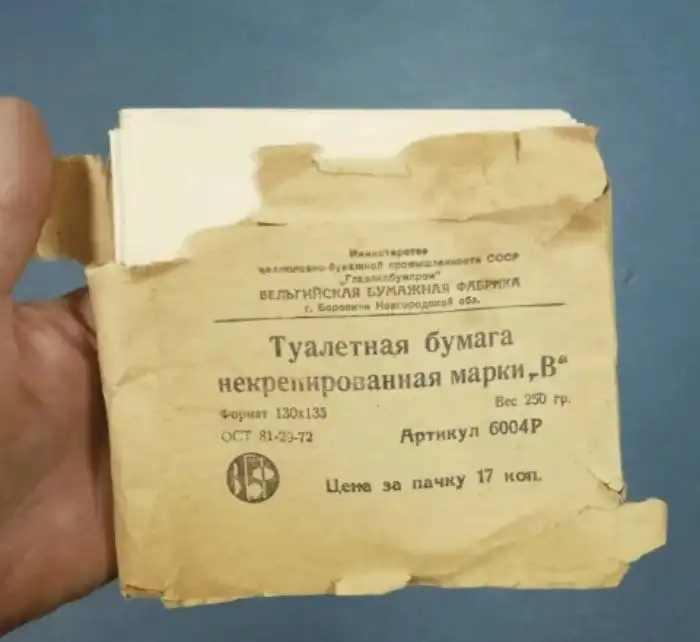 Министерство
целлюлозно-бумажной промышленности СССР
ВЕЛЬГИЙСКАЯ БУМАЖНАЯ ФАБРИКА
г. Боровичи Новгородской обл.
Туалетная бумага
некрепированная марки „В“
Формат 130х135
Вес 250 гр.
ОСТ 81-29-72
Артикул 6004Р
ВБФ
Цена за пачку 17 коп.